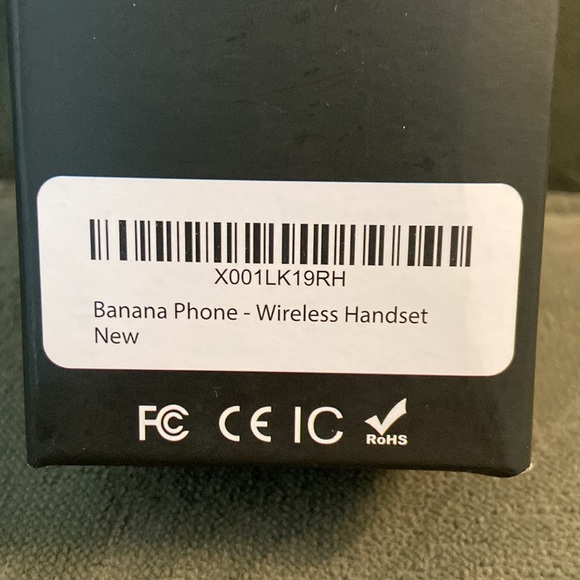 X001LK19RH
Banana Phone - Wireless Handset
New
FC CE IC RoHS